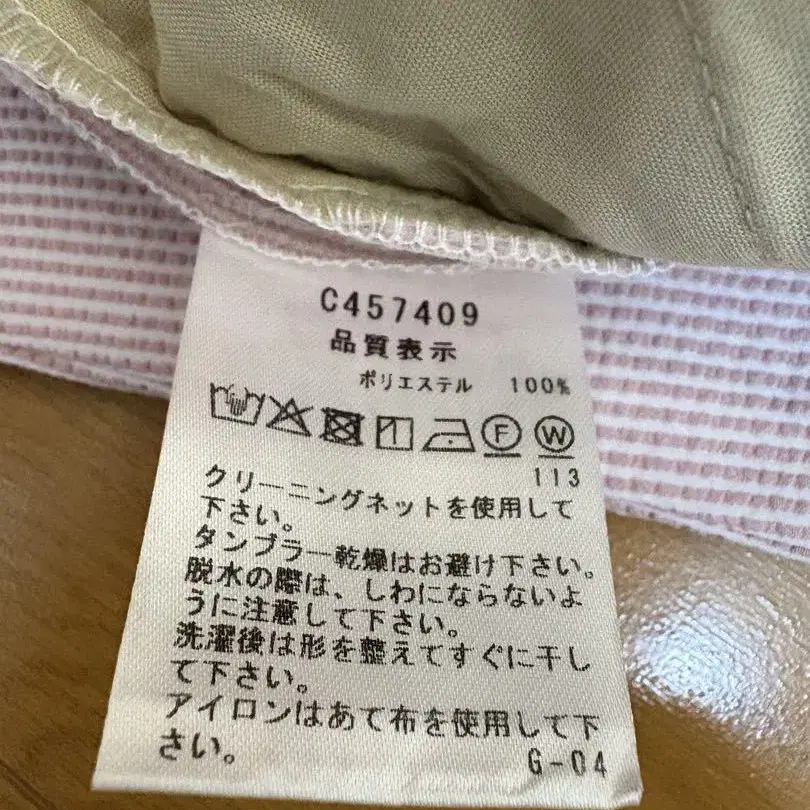 C457409
品質表示
ポリエステル 100%
F W
113
クリーニングネットを使用して
下さい。
タンブラー乾燥はお避け下さい。
脱水の際は、しわにならないよ
うに注意して下さい。
洗濯後は形を整えてすぐに干し
て下さい。
アイロンはあて布を使用して下
さい。
G-04